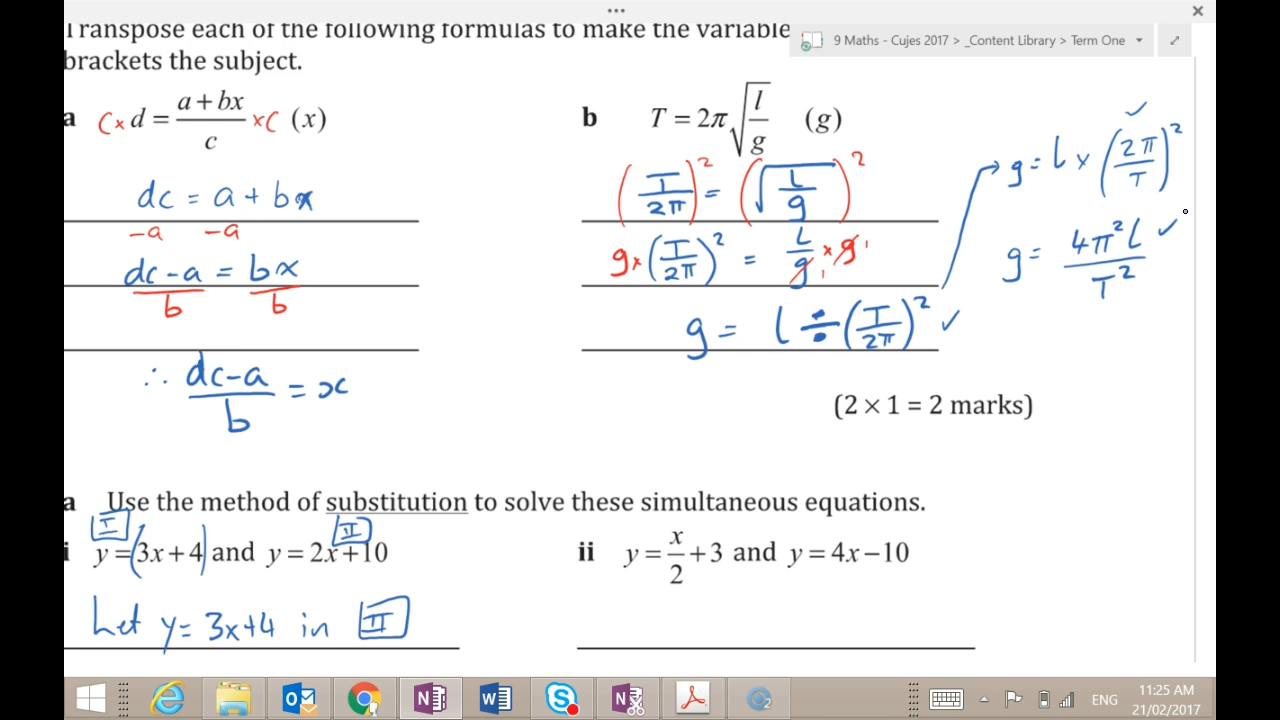 Transpose each of the following formulas to make the variable
brackets the subject.
9 Maths - Cujes 2017 > _Content Library > Term One
a C× d = (a + bx)/c ×C (x)
dc = a + bx
-a -a
dc - a = bx
b b
∴ (dc-a)/b = x
b T = 2π√(l/g) (g)
(T/2π)² = (√(L/g))²
g× (T/2π)² = L/g ×g
g = l ÷ (T/2π)² ✓
g = l × (2π/T)² ✓
g = 4π²l/T² ✓
(2 × 1 = 2 marks)
a Use the method of substitution to solve these simultaneous equations.
I II
i y = (3x + 4) and y = 2x + 10
Let y = 3x+4 in II
ii y = x/2 + 3 and y = 4x − 10
ENG
11:25 AM
21/02/2017